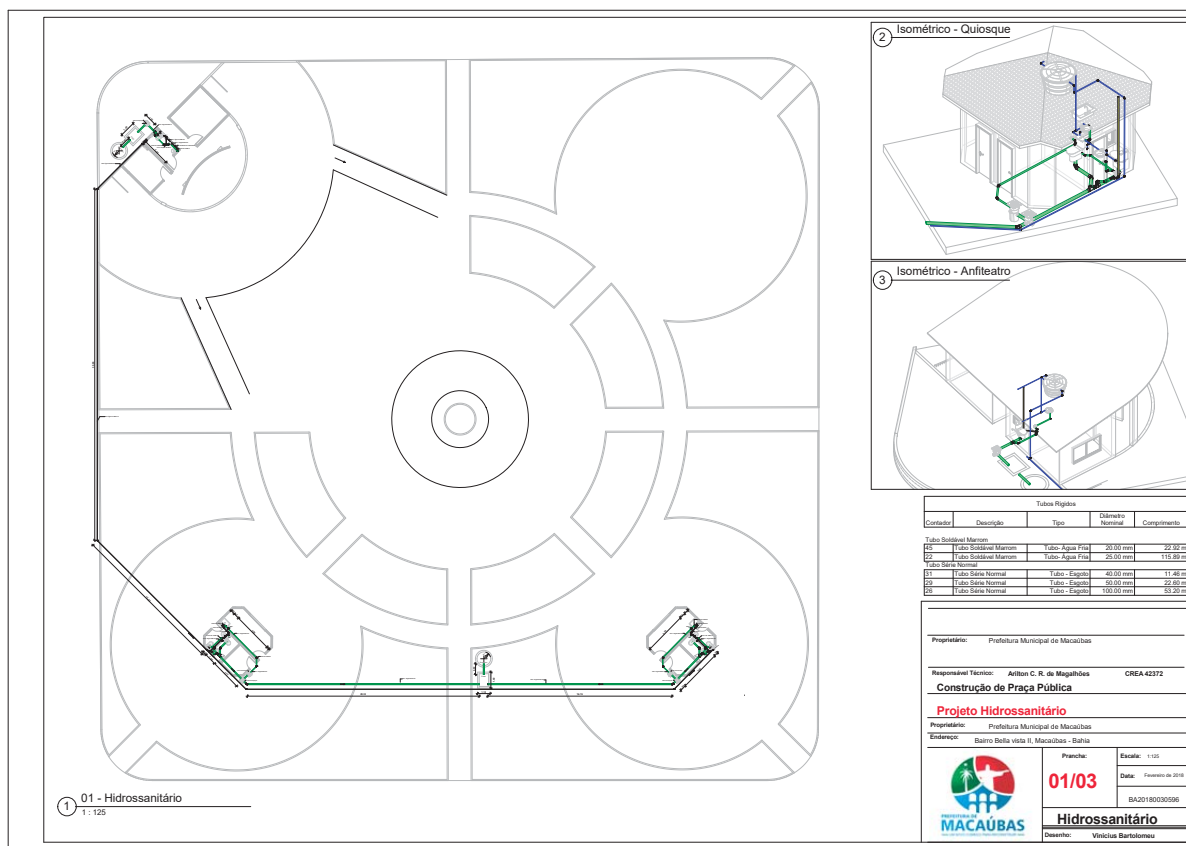 2 Isométrico - Quiosque
3 Isométrico - Anfiteatro
Tubos Rígidos
Contador Descrição Tipo Diâmetro Nominal Comprimento
Tubo Soldável Marrom
45 Tubo Soldável Marrom Tubo- Água Fria 20.00 mm 22.92 m
22 Tubo Soldável Marrom Tubo- Água Fria 25.00 mm 115.89 m
Tubo Série Normal
31 Tubo Série Normal Tubo - Esgoto 40.00 mm 11.46 m
29 Tubo Série Normal Tubo - Esgoto 50.00 mm 22.60 m
26 Tubo Série Normal Tubo - Esgoto 100.00 mm 53.20 m
Proprietário: Prefeitura Municipal de Macaúbas
Responsável Técnico: Arilton C. R. de Magalhões CREA 42372
Construção de Praça Pública
Projeto Hidrossanitário
Proprietário: Prefeitura Municipal de Macaúbas
Endereço: Bairro Bella vista II, Macaúbas - Bahia
Prancha: 01/03
Escala: 1:125
Data: Fevereiro de 2018
BA20180030596
PREFEITURA DE
MACAÚBAS
Hidrossanitário
Desenho: Vinicius Bartolomeu
1 01 - Hidrossanitário
1 : 125